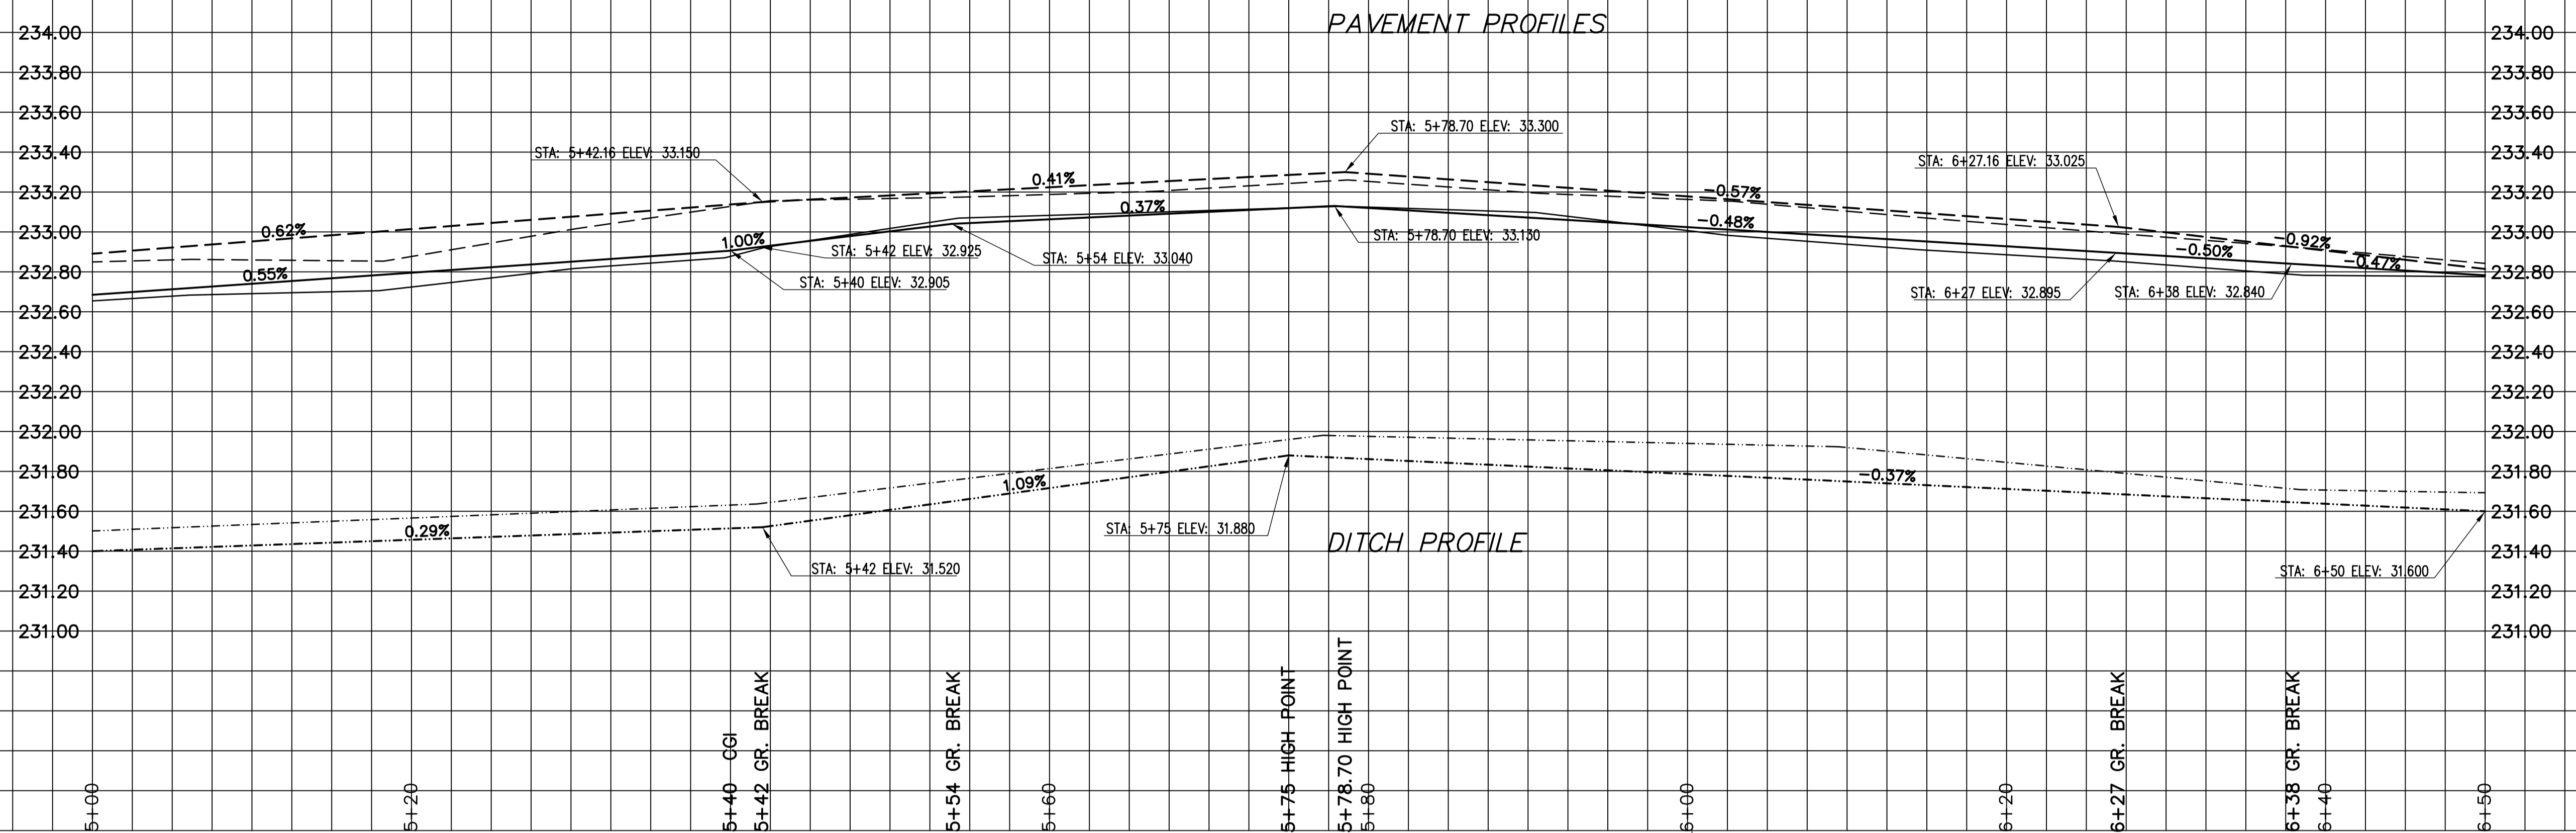 PAVEMENT PROFILES
234.00 234.00
233.80 233.80
233.60 233.60
STA: 5+78.70 ELEV: 33.300
233.40 STA: 5+42.16 ELEV: 33.150 STA: 6+27.16 ELEV: 33.025 233.40
233.20 0.41% -0.57% 233.20
0.37% -0.48%
233.00 0.62% 1.00% STA: 5+78.70 ELEV: 33.130 -0.92% 233.00
STA: 5+42 ELEV: 32.925 STA: 5+54 ELEV: 33.040 -0.50% -0.47%
232.80 0.55% STA: 5+40 ELEV: 32.905 STA: 6+27 ELEV: 32.895 STA: 6+38 ELEV: 32.840 232.80
232.60 232.60
232.40 232.40
232.20 232.20
232.00 232.00
231.80 1.09% -0.37% 231.80
231.60 0.29% STA: 5+75 ELEV: 31.880 231.60
231.40 DITCH PROFILE 231.40
STA: 5+42 ELEV: 31.520 STA: 6+50 ELEV: 31.600
231.20 231.20
231.00 231.00
5+00
5+20
5+40 CGI
5+42 GR. BREAK
5+54 GR. BREAK
5+60
5+75 HIGH POINT
5+78.70 HIGH POINT
5+80
6+00
6+20
6+27 GR. BREAK
6+38 GR. BREAK
6+40
6+50